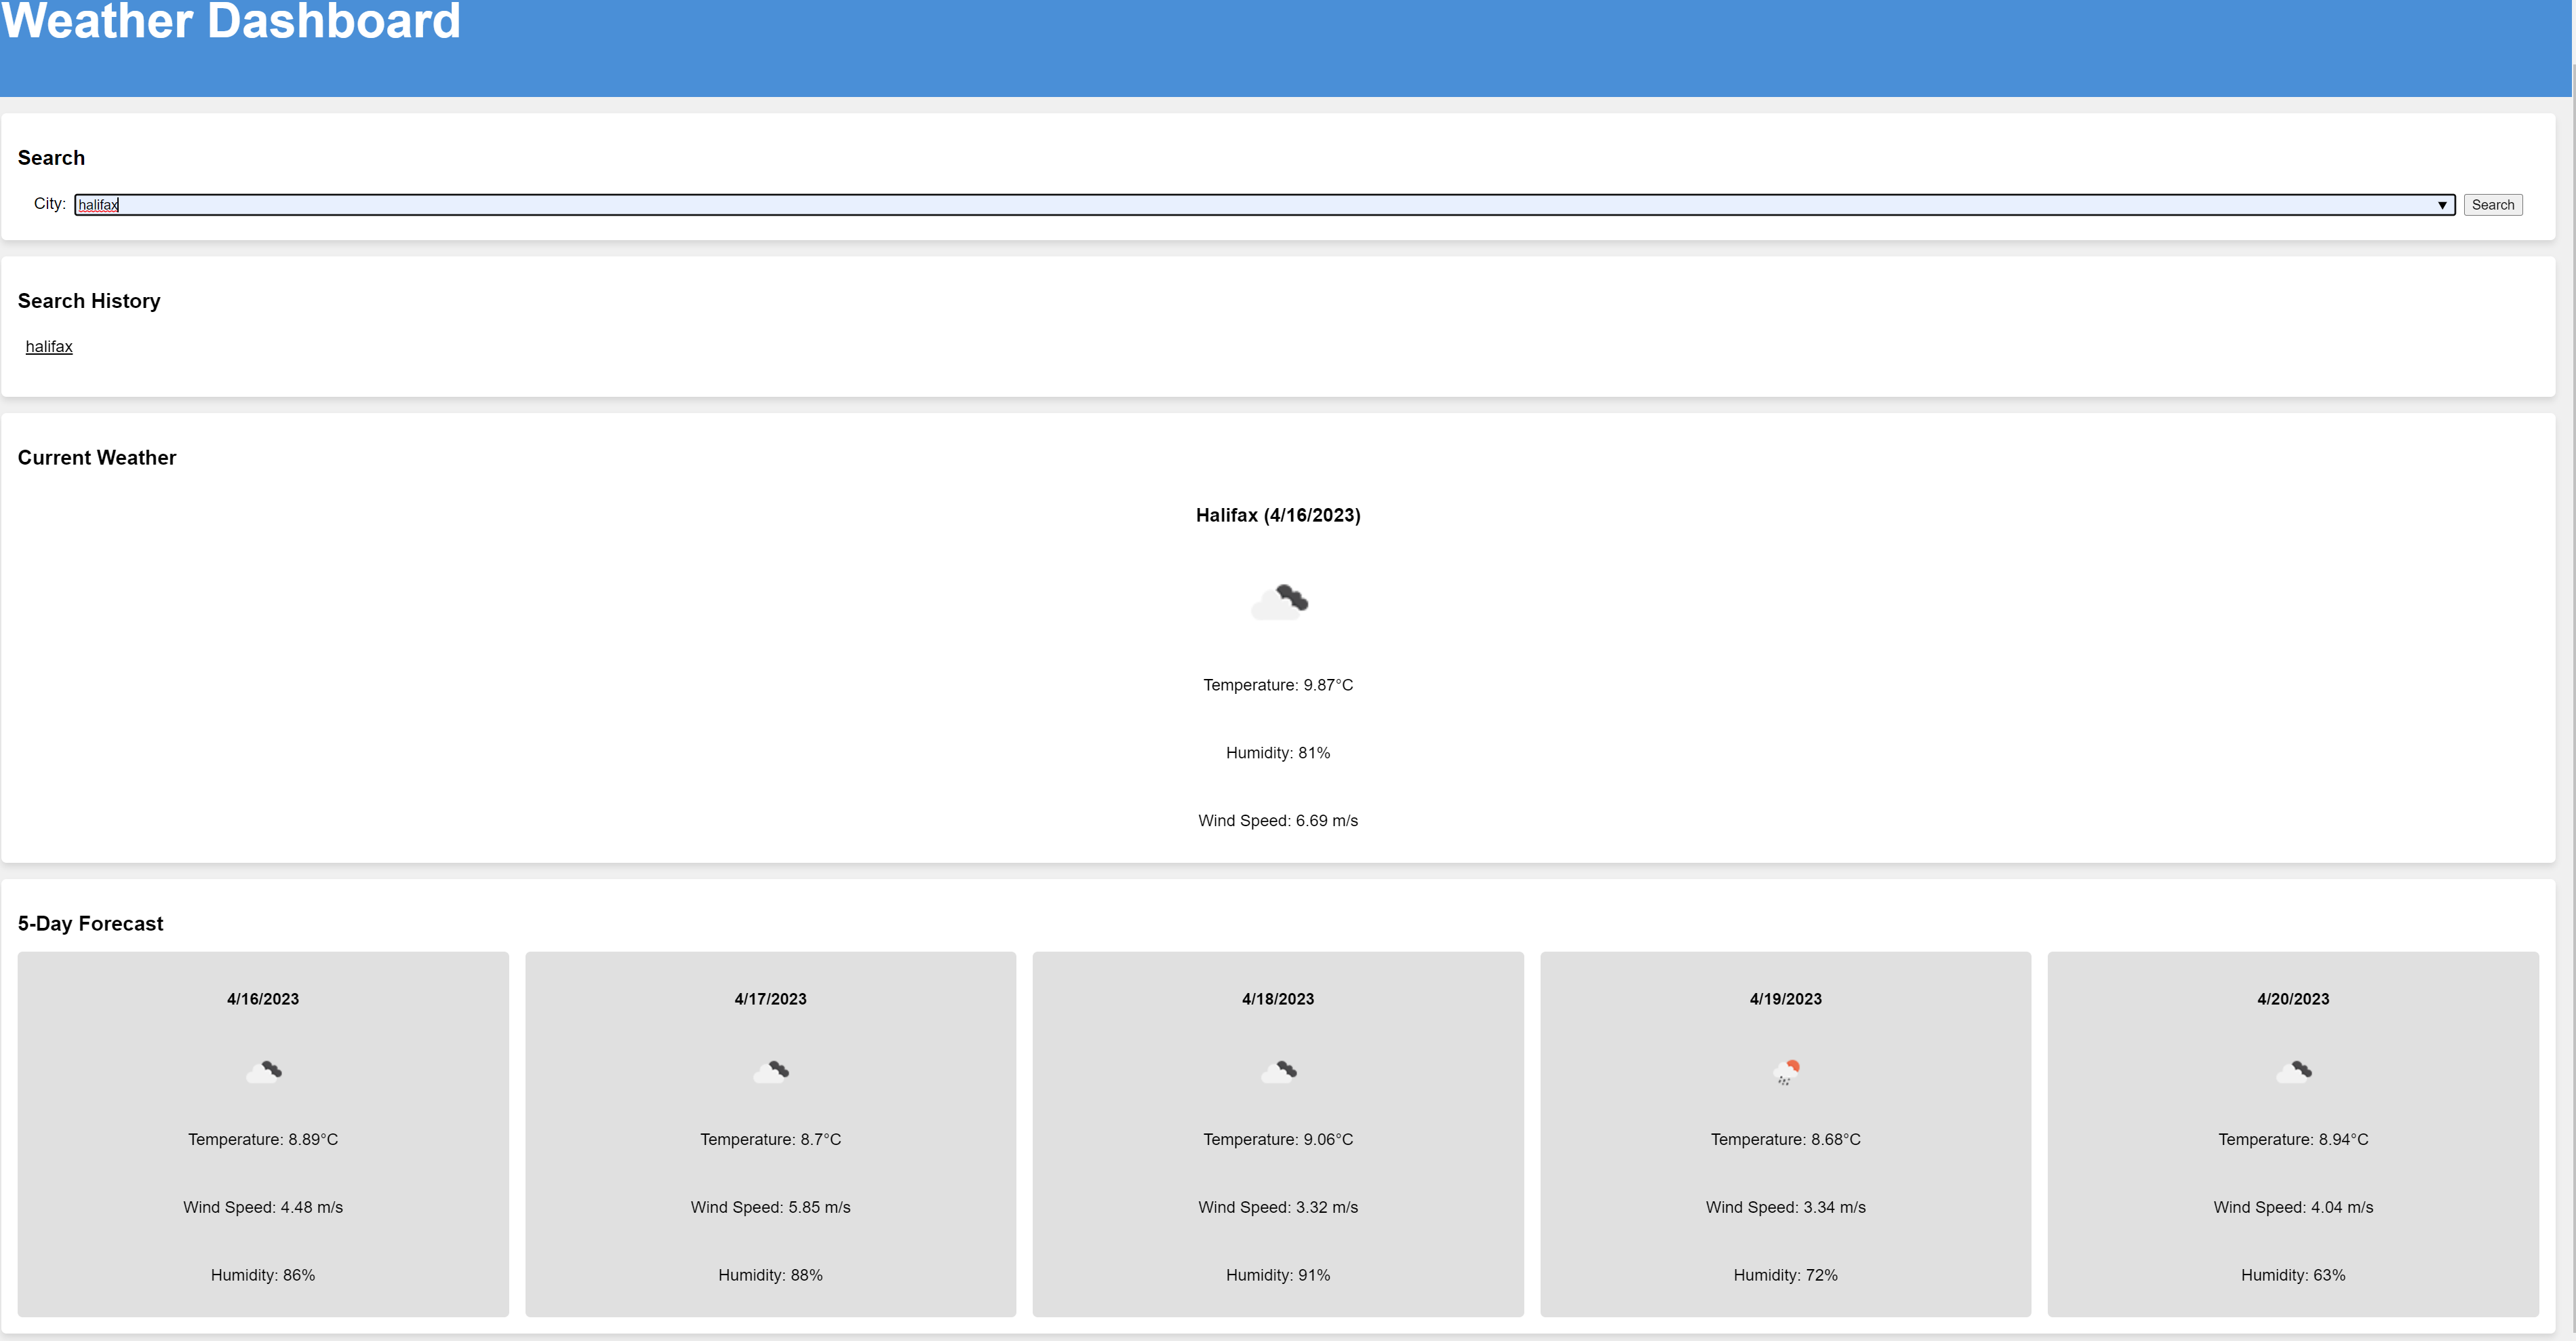 Weather Dashboard
Search
City: halifax ▼ Search
Search History
halifax
Current Weather
Halifax (4/16/2023)
Temperature: 9.87°C
Humidity: 81%
Wind Speed: 6.69 m/s
5-Day Forecast
4/16/2023
Temperature: 8.89°C
Wind Speed: 4.48 m/s
Humidity: 86%
4/17/2023
Temperature: 8.7°C
Wind Speed: 5.85 m/s
Humidity: 88%
4/18/2023
Temperature: 9.06°C
Wind Speed: 3.32 m/s
Humidity: 91%
4/19/2023
Temperature: 8.68°C
Wind Speed: 3.34 m/s
Humidity: 72%
4/20/2023
Temperature: 8.94°C
Wind Speed: 4.04 m/s
Humidity: 63%